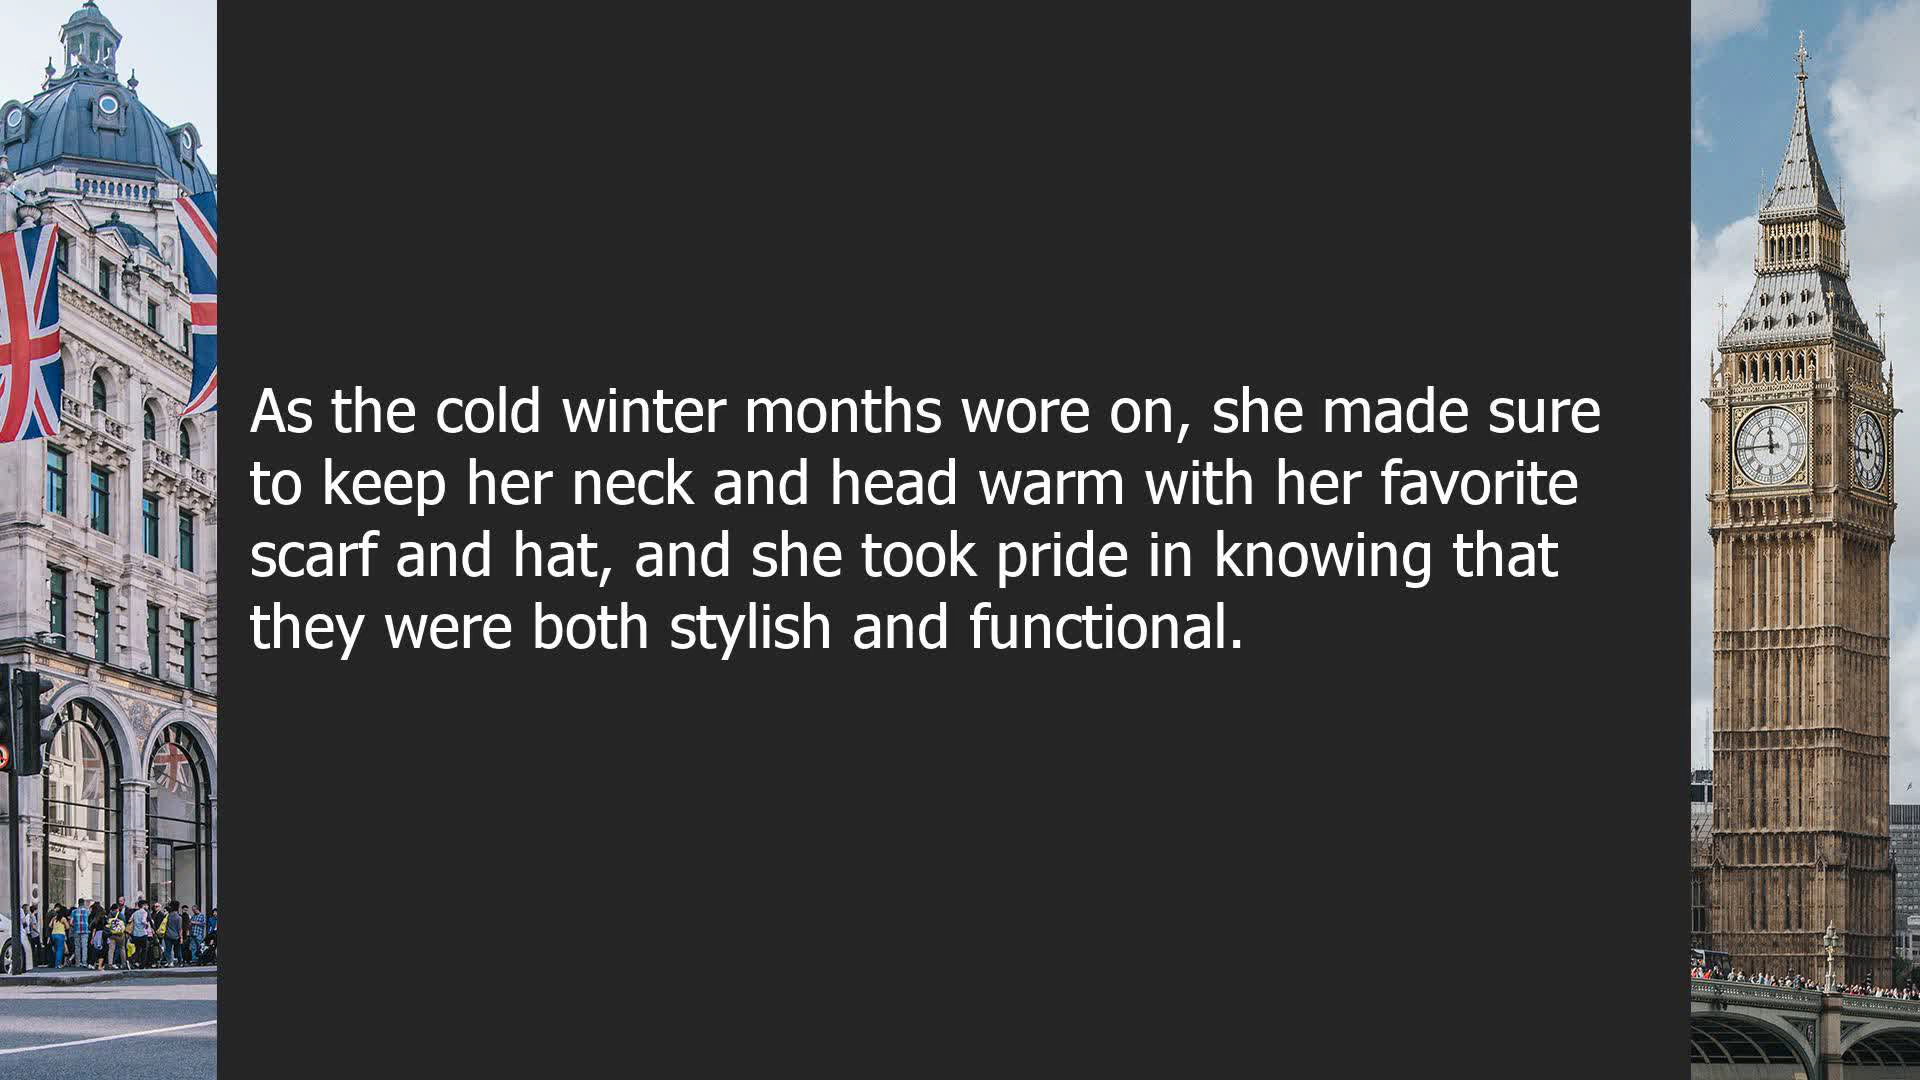 As the cold winter months wore on, she made sure
to keep her neck and head warm with her favorite
scarf and hat, and she took pride in knowing that
they were both stylish and functional.